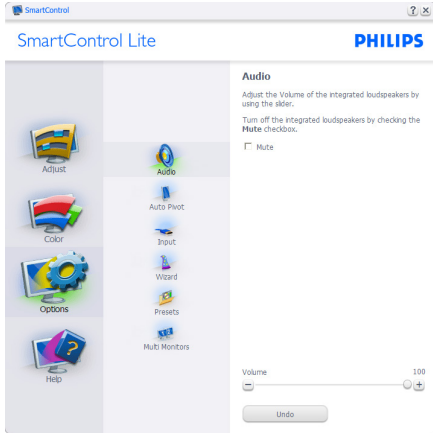 SmartControl
SmartControl Lite
PHILIPS
Adjust
Color
Options
Help
Audio
Auto Pivot
Input
Wizard
Presets
Multi Monitors
Audio
Adjust the Volume of the integrated loudspeakers by
using the slider.
Turn off the integrated loudspeakers by checking the
Mute checkbox.
Mute
Volume 100
Undo